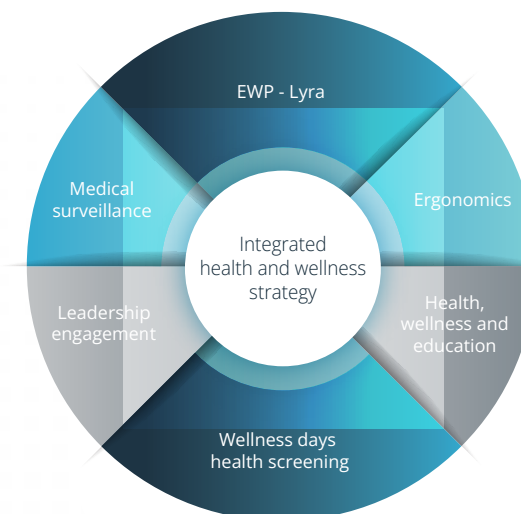 EWP - Lyra
Medical
surveillance
Ergonomics
Integrated
health and wellness
strategy
Leadership
engagement
Health,
wellness and
education
Wellness days
health screening